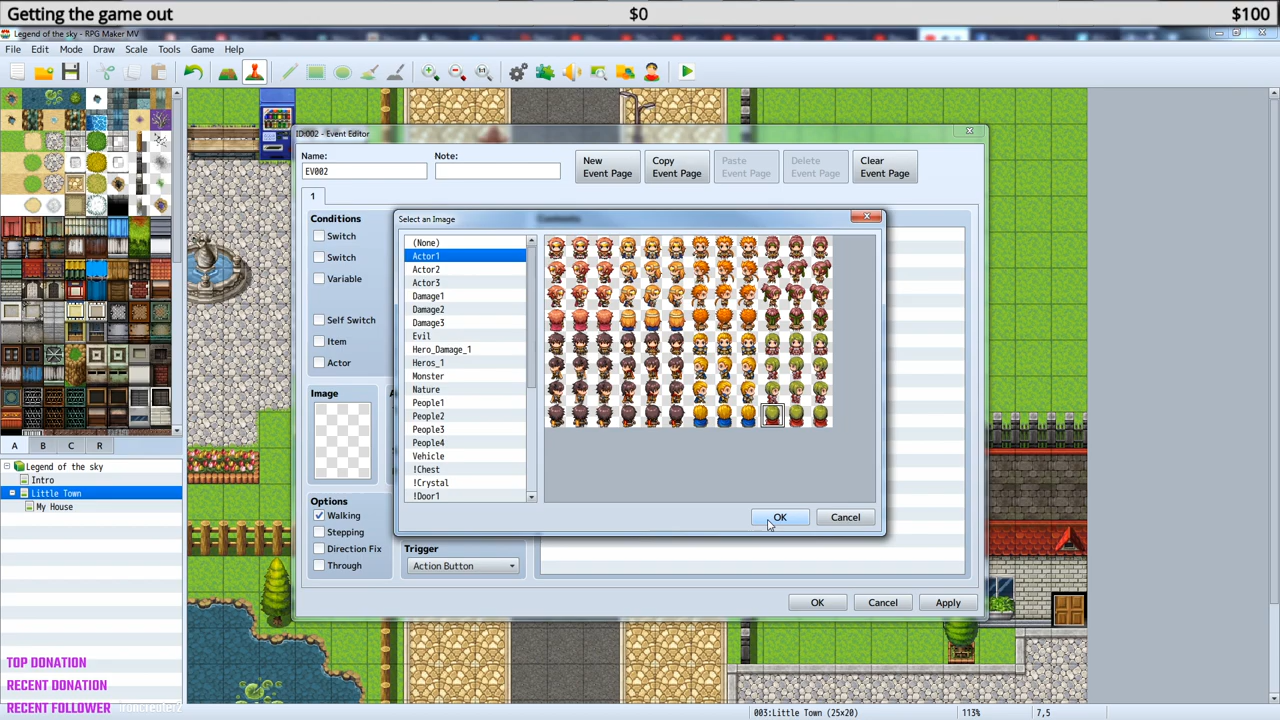 Getting the game out $0 $100
Legend of the sky - RPG Maker MV
File Edit Mode Draw Scale Tools Game Help
ID:002 - Event Editor
Name: Note:
EV002
New Event Page
Copy Event Page
Paste Event Page
Delete Event Page
Clear Event Page
1
Conditions
Switch
Switch
Variable
Self Switch
Item
Actor
Image
Options
Walking
Stepping
Direction Fix
Through
Trigger
Action Button
Contents
OK Cancel Apply
Select an Image
(None)
Actor1
Actor2
Actor3
Damage1
Damage2
Damage3
Evil
Hero_Damage_1
Heros_1
Monster
Nature
People1
People2
People3
People4
Vehicle
!Chest
!Crystal
!Door1
OK Cancel
A B C R
Legend of the sky
Intro
Little Town
My House
TOP DONATION
RECENT DONATION
RECENT FOLLOWER
003:Little Town (25x20) 113% 7,5